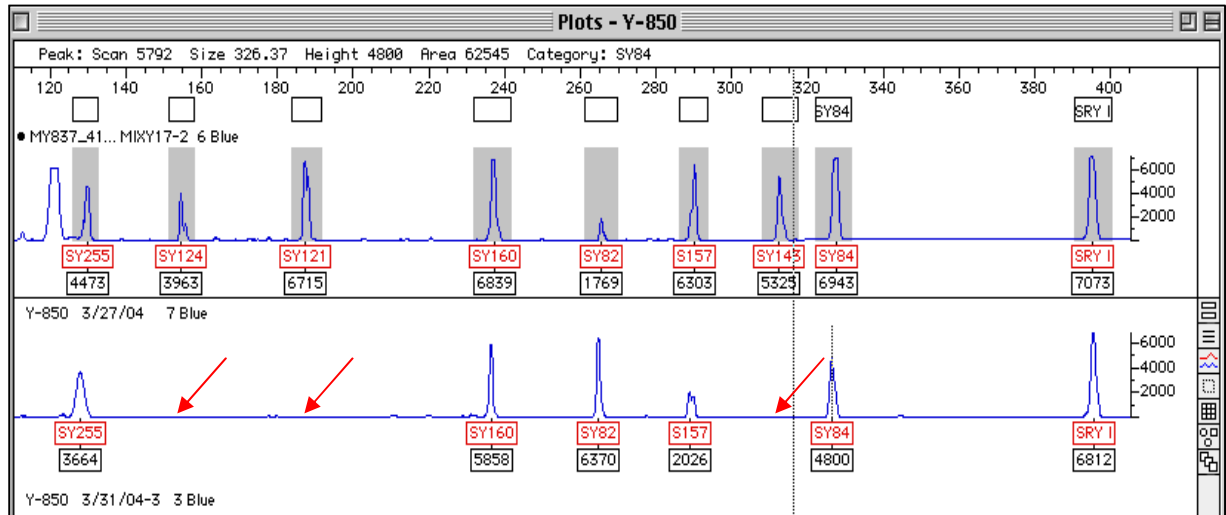 Plots - Y-850
Peak: Scan 5792 Size 326.37 Height 4800 Area 62545 Category: SY84
120 140 160 180 200 220 240 260 280 300 320 340 360 380 400
SY84 SRY I
MY837_41... MIXY17-2 6 Blue
6000
4000
2000
SY255 SY124 SY121 SY160 SY82 S157 SY143 SY84 SRY I
4473 3963 6715 6839 1769 6303 5325 6943 7073
Y-850 3/27/04 7 Blue
6000
4000
2000
SY255 SY160 SY82 S157 SY84 SRY I
3664 5858 6370 2026 4800 6812
Y-850 3/31/04-3 3 Blue